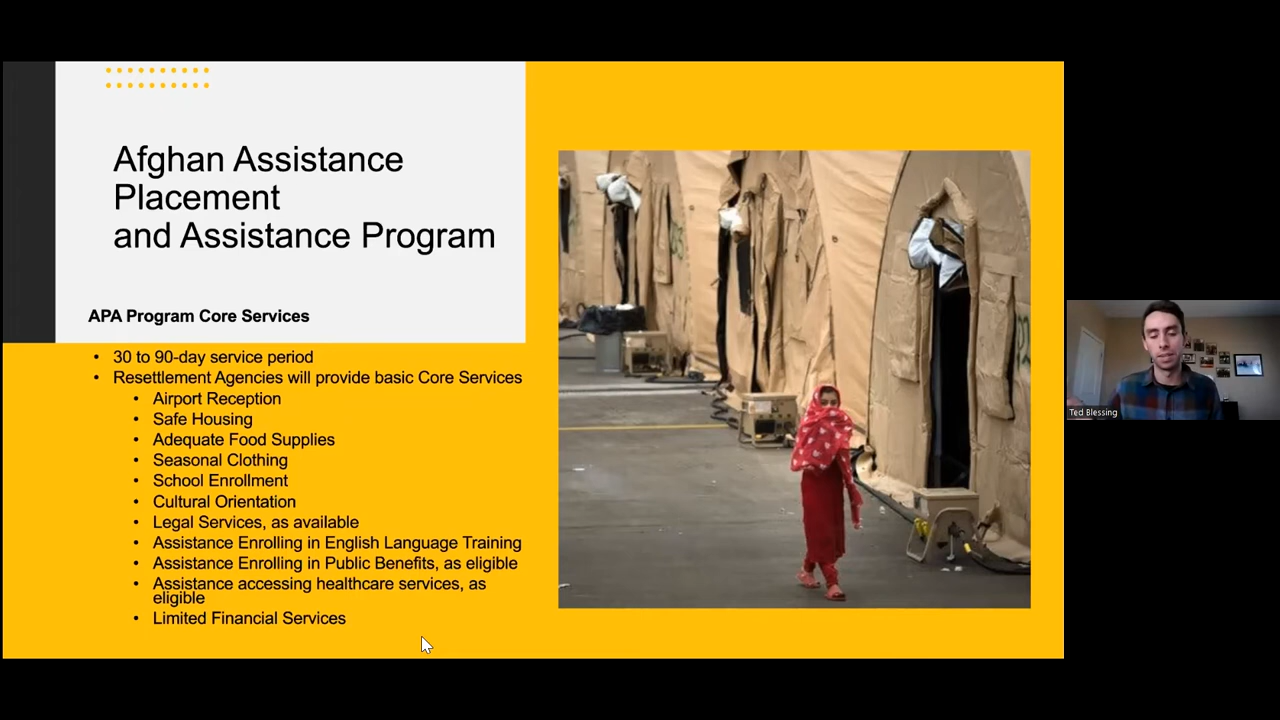 Afghan Assistance
Placement
and Assistance Program
APA Program Core Services
• 30 to 90-day service period
• Resettlement Agencies will provide basic Core Services
• Airport Reception
• Safe Housing
• Adequate Food Supplies
• Seasonal Clothing
• School Enrollment
• Cultural Orientation
• Legal Services, as available
• Assistance Enrolling in English Language Training
• Assistance Enrolling in Public Benefits, as eligible
• Assistance accessing healthcare services, as
eligible
• Limited Financial Services
Ted Blessing